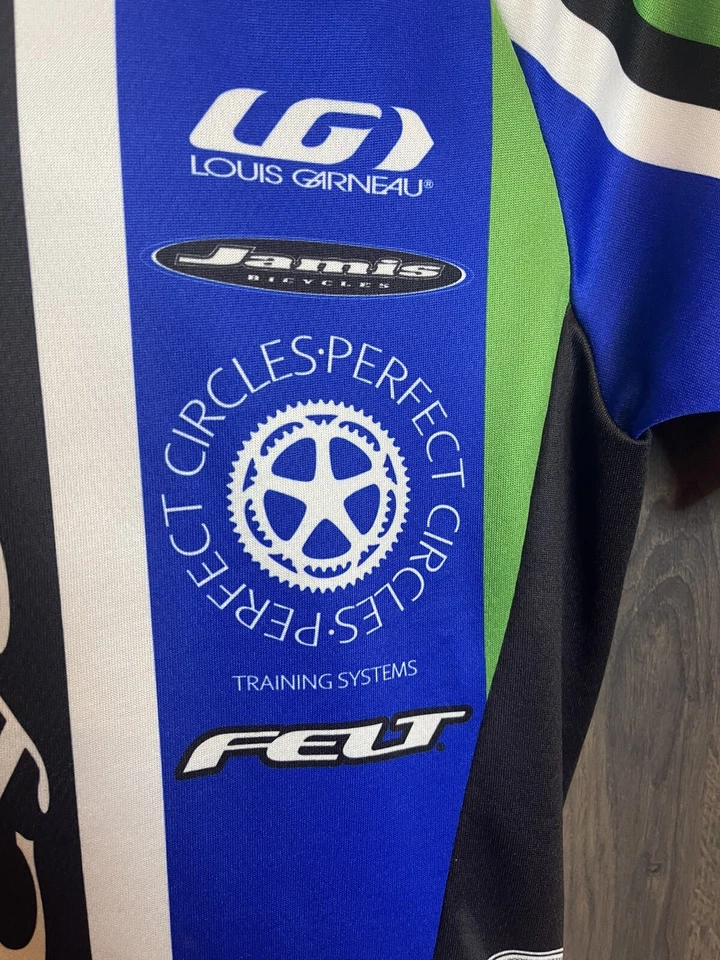 LG
LOUIS GARNEAU®
Jamis
BICYCLES
PERFECT CIRCLES·PERFECT CIRCLES·
TRAINING SYSTEMS
FELT